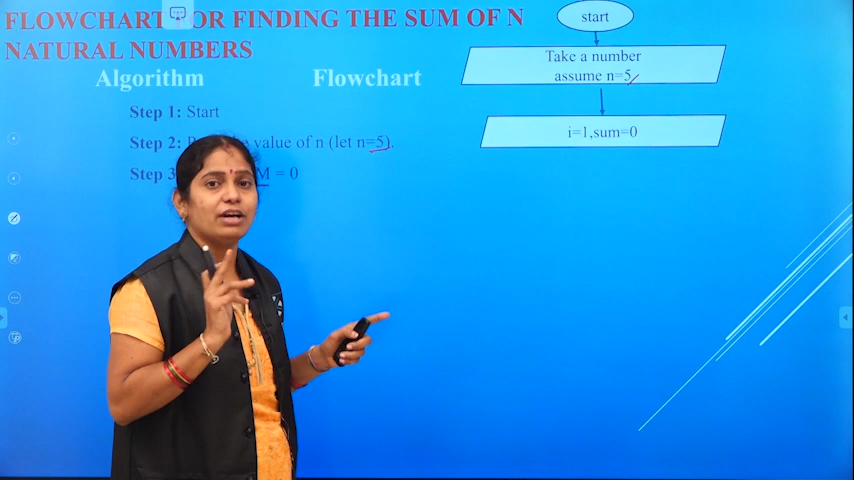 FLOWCHART FOR FINDING THE SUM OF N
NATURAL NUMBERS
Algorithm
Flowchart
Step 1: Start
Step 2: value of n (let n=5).
Step 3 = 0
start
Take a number
assume n=5
i=1,sum=0